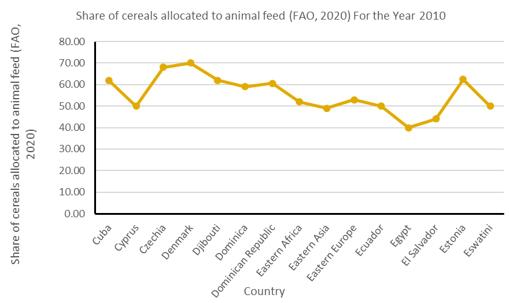 Share of cereals allocated to animal feed (FAO, 2020) For the Year 2010
Share of cereals allocated to animal feed (FAO,
2020)
80.00
70.00
60.00
50.00
40.00
30.00
20.00
10.00
0.00
Cuba
Cyprus
Czechia
Denmark
Djibouti
Dominica
Dominican Republic
Eastern Africa
Eastern Asia
Eastern Europe
Ecuador
Egypt
El Salvador
Estonia
Eswatini
Country